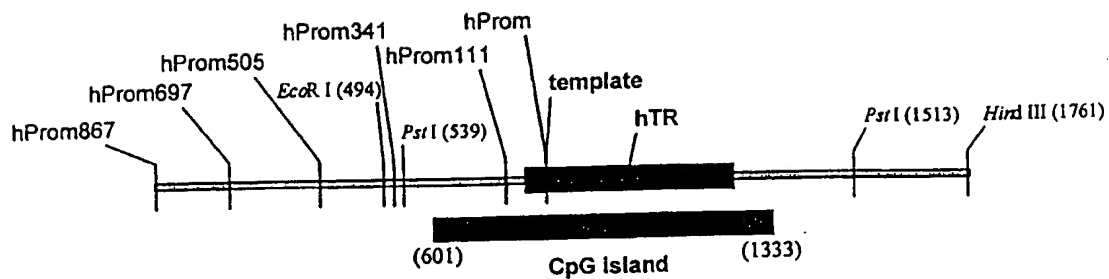 hProm867
hProm697
hProm505
hProm341
EcoR I (494)
Pst I (539)
hProm111
hProm
template
hTR
Pst I (1513)
Hind III (1761)
(601)
CpG island
(1333)